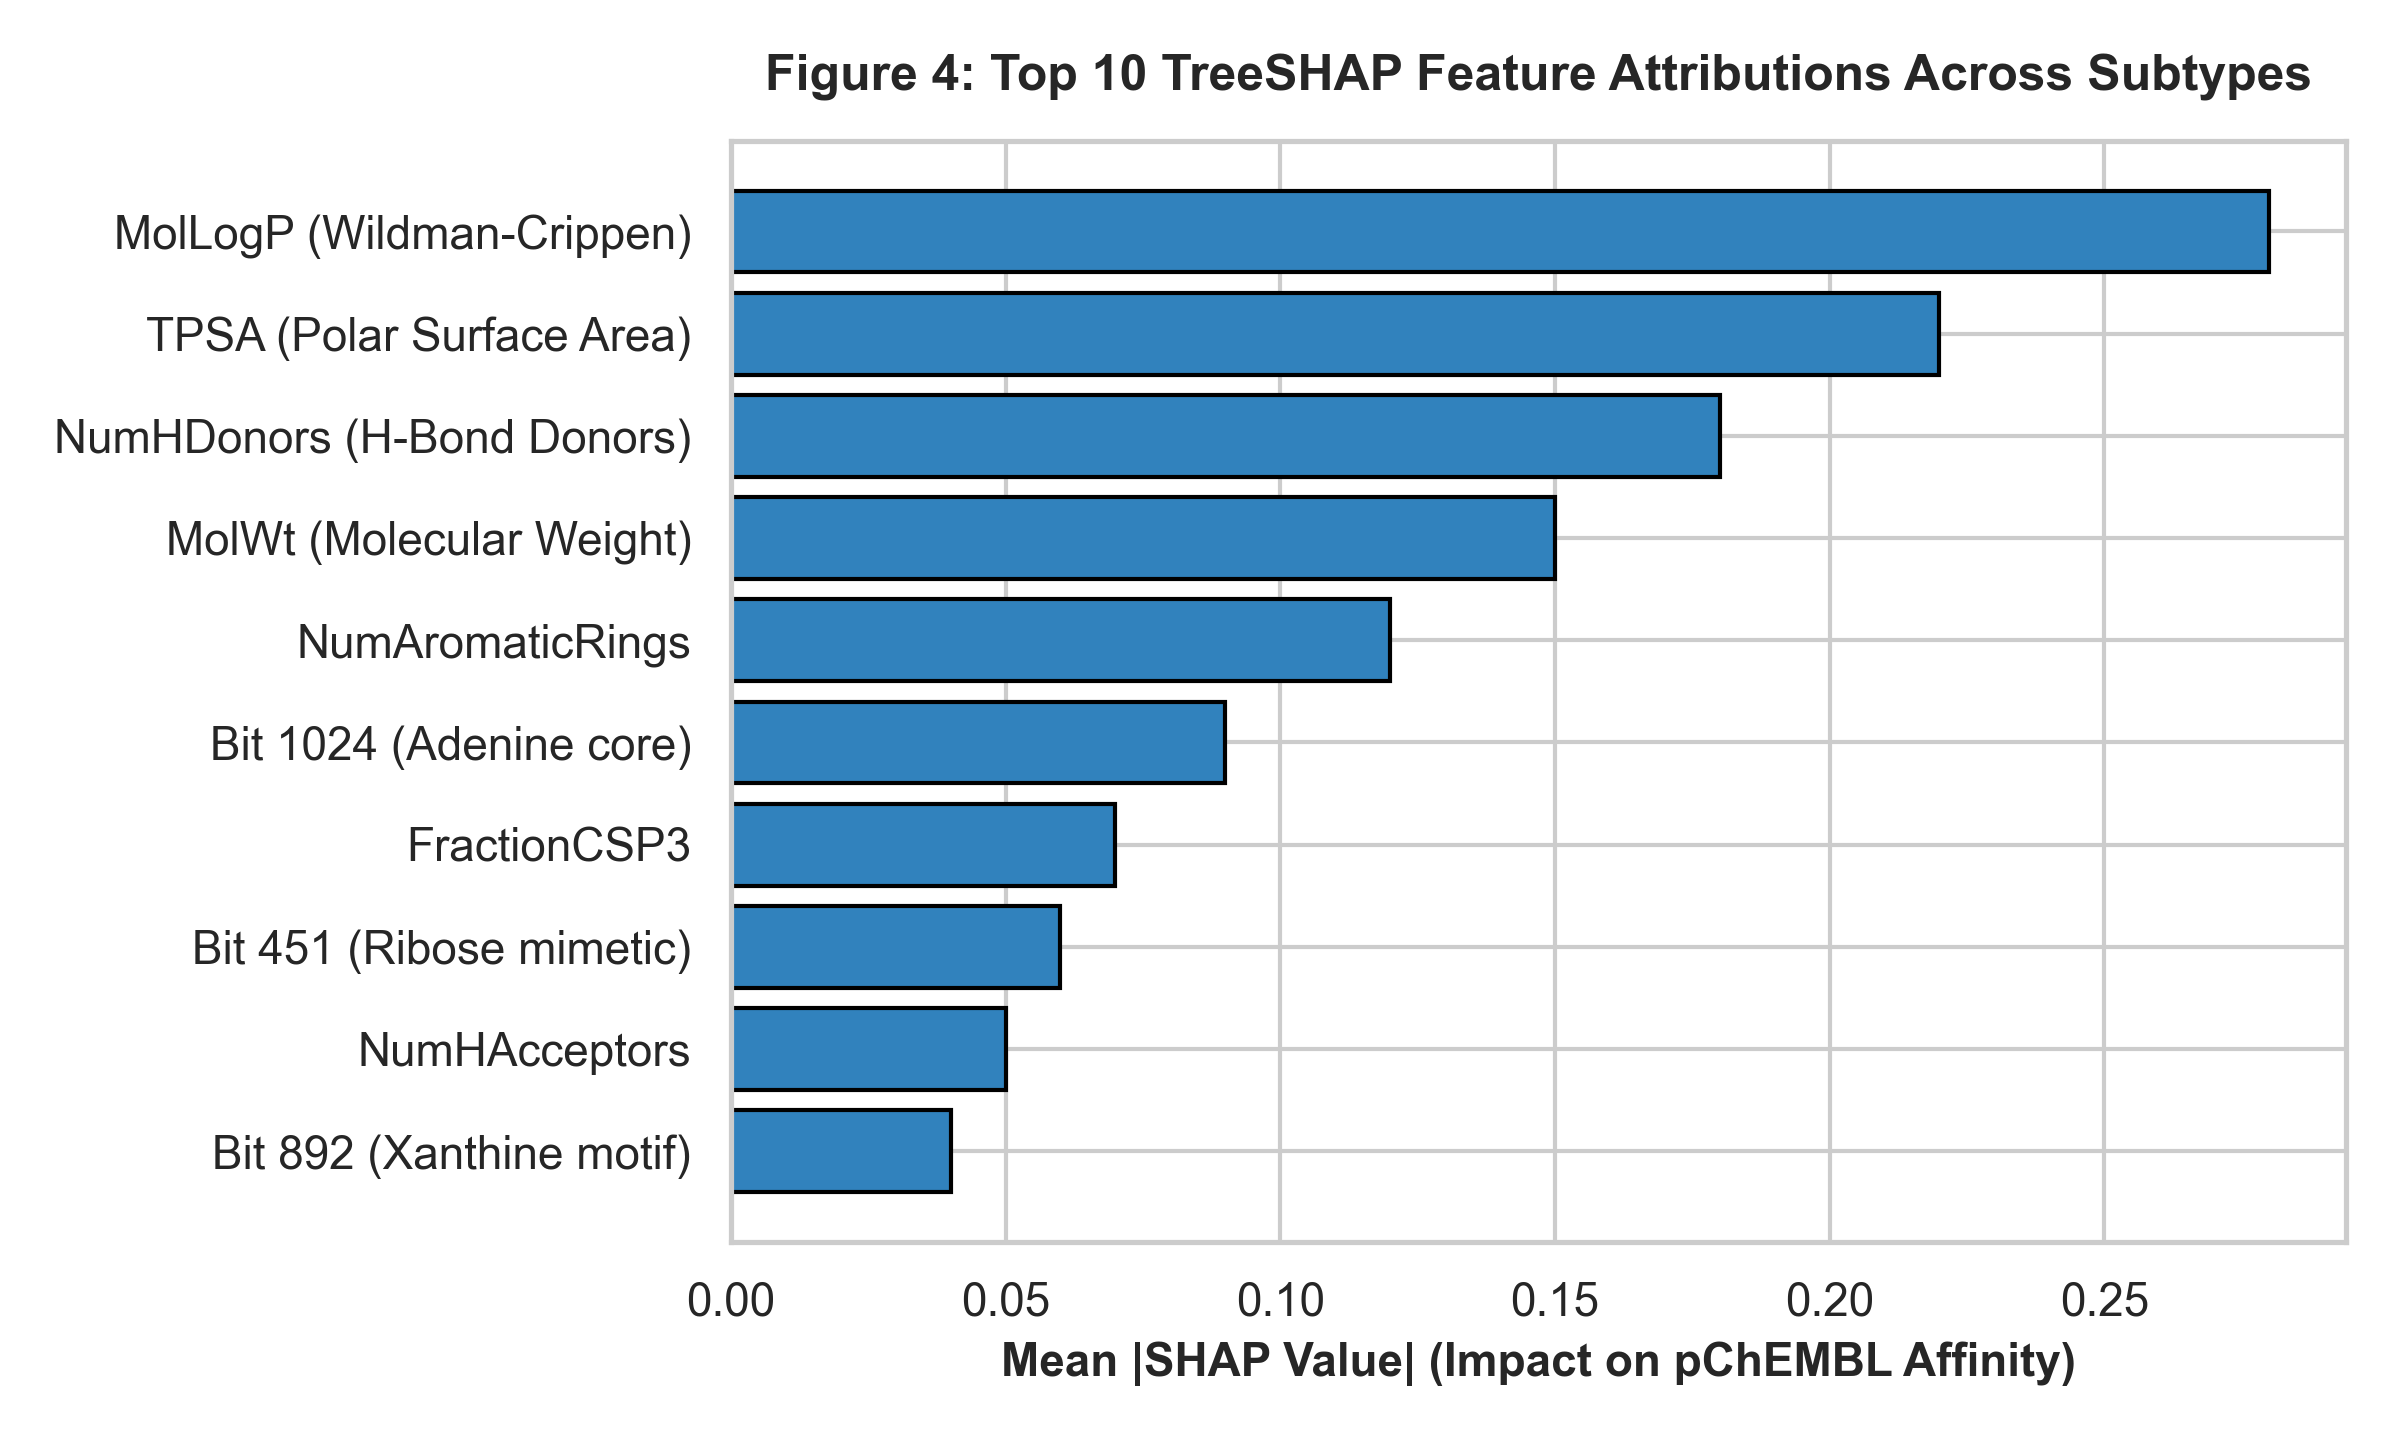 Figure 4: Top 10 TreeSHAP Feature Attributions Across Subtypes
MolLogP (Wildman-Crippen)
TPSA (Polar Surface Area)
NumHDonors (H-Bond Donors)
MolWt (Molecular Weight)
NumAromaticRings
Bit 1024 (Adenine core)
FractionCSP3
Bit 451 (Ribose mimetic)
NumHAcceptors
Bit 892 (Xanthine motif)
0.00 0.05 0.10 0.15 0.20 0.25
Mean |SHAP Value| (Impact on pChEMBL Affinity)